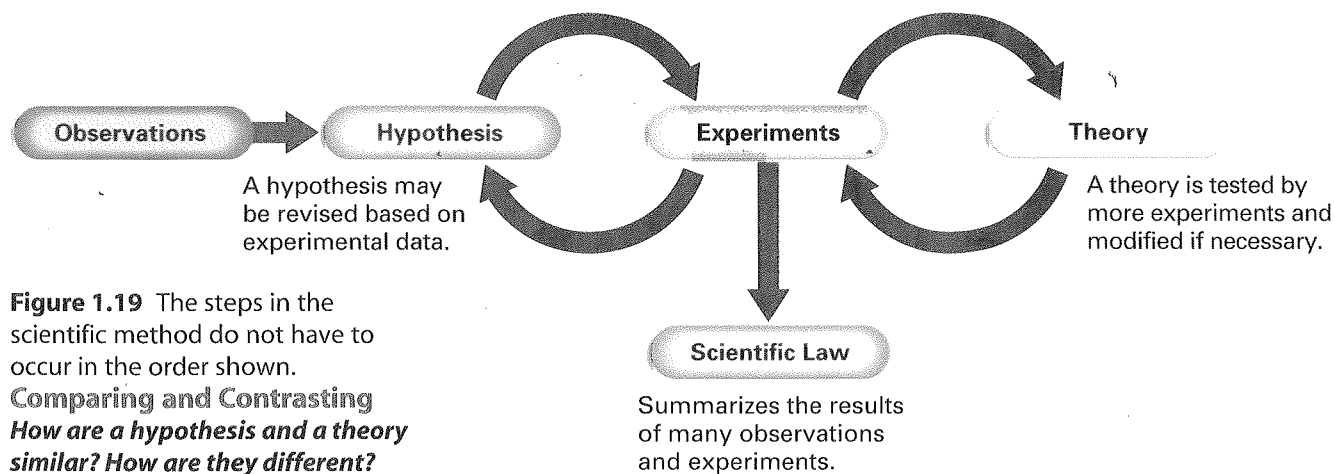 Observations
Hypothesis
Experiments
Theory
A hypothesis may
be revised based on
experimental data.
A theory is tested by
more experiments and
modified if necessary.
Figure 1.19 The steps in the
scientific method do not have to
occur in the order shown.
Comparing and Contrasting
How are a hypothesis and a theory
similar? How are they different?
Scientific Law
Summarizes the results
of many observations
and experiments.